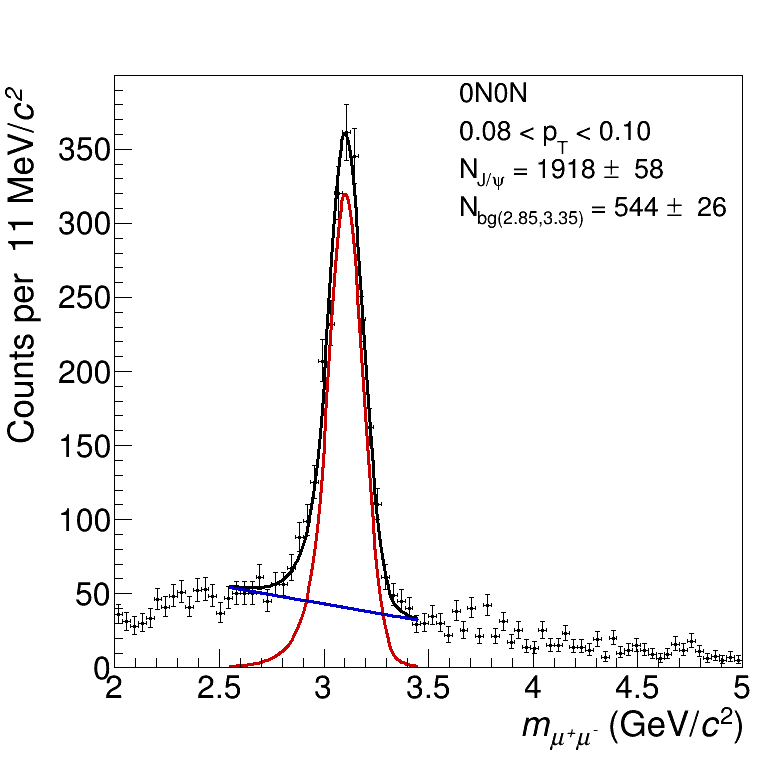 0N0N
0.08 < p_T < 0.10
N_J/ψ = 1918 ± 58
N_bg(2.85,3.35) = 544 ± 26
Counts per 11 MeV/c²
350
300
250
200
150
100
50
0
2 2.5 3 3.5 4 4.5 5
m_μ⁺μ⁻ (GeV/c²)